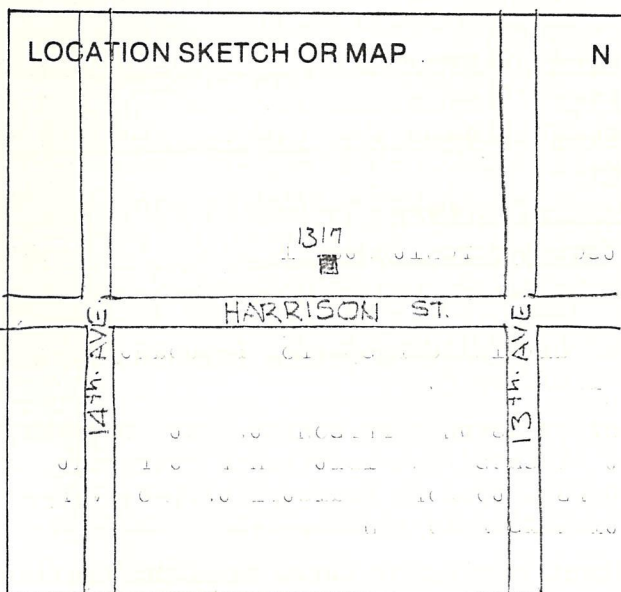 LOCATION SKETCH OR MAP N
1317
HARRISON ST.
14th. AVE.
13th. AVE.